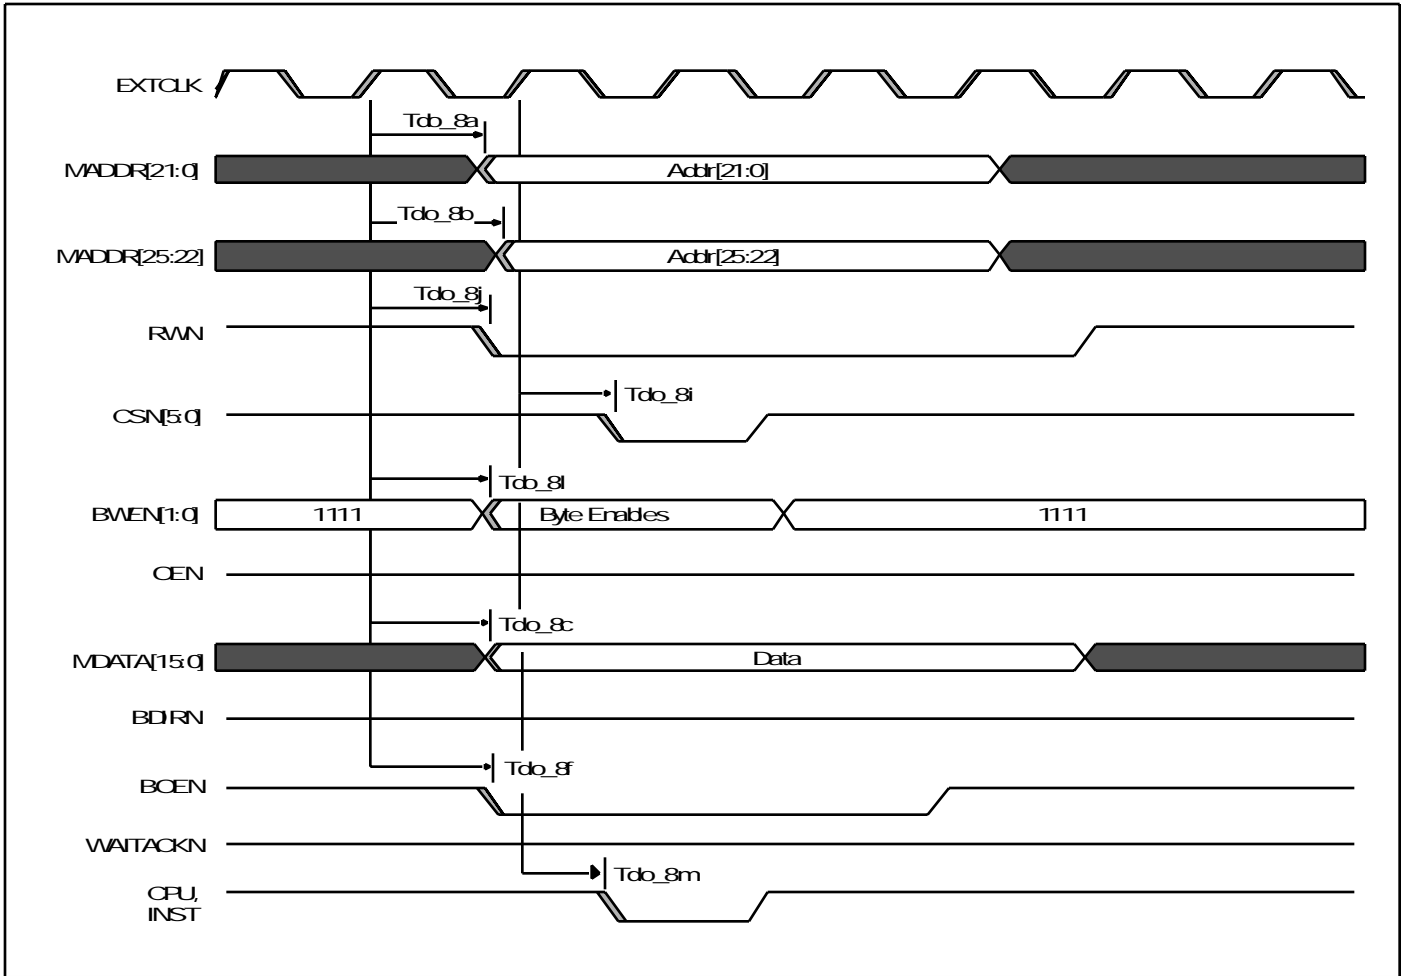 EXTCLK
Tdo_8a
MADDR[21:0] Addr[21:0]
Tdo_8b
MADDR[25:22] Addr[25:22]
Tdo_8j
RWN
Tdo_8i
CSN[5:0]
Tdo_8l
BWEN[1:0] 1111 Byte Enables 1111
OEN
Tdo_8c
MDATA[15:0] Data
BDIRN
Tdo_8f
BOEN
WAITACKN
Tdo_8m
CPU,
INST